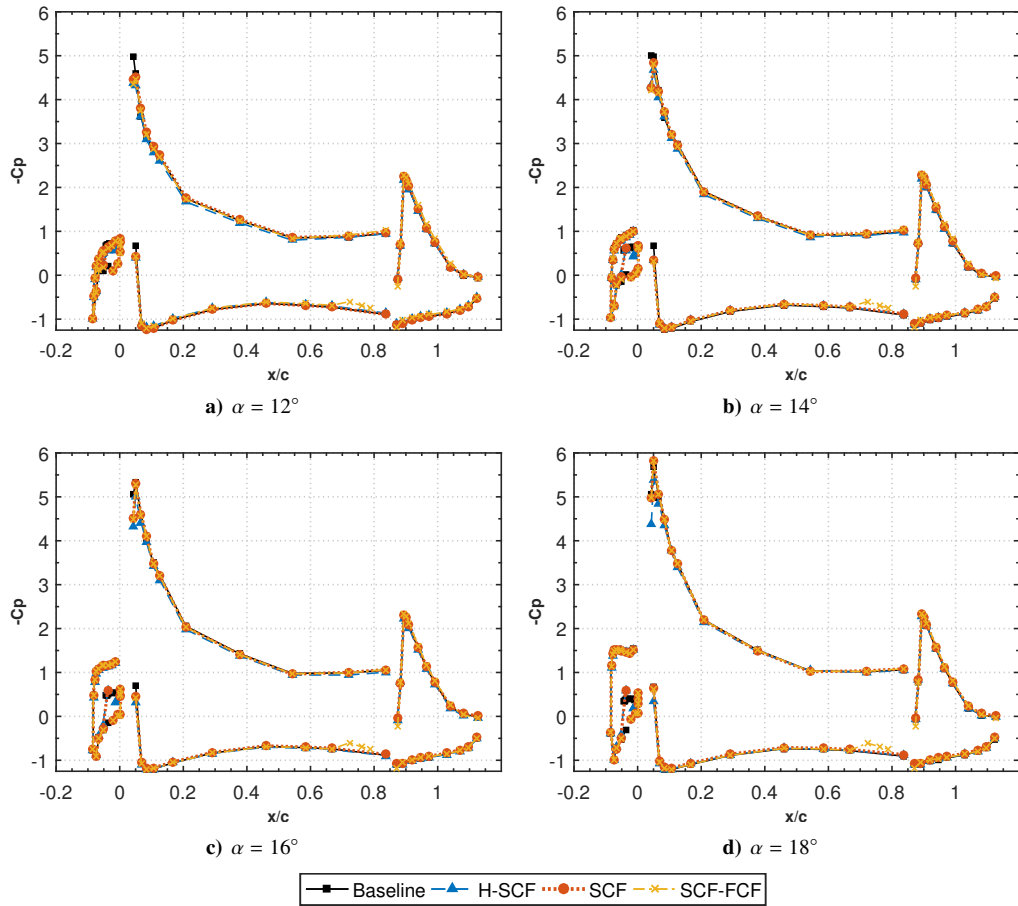 6
5
4
3
2
1
0
-1
-Cp
-0.2 0 0.2 0.4 0.6 0.8 1
x/c
a) α = 12°
6
5
4
3
2
1
0
-1
-Cp
-0.2 0 0.2 0.4 0.6 0.8 1
x/c
b) α = 14°
6
5
4
3
2
1
0
-1
-Cp
-0.2 0 0.2 0.4 0.6 0.8 1
x/c
c) α = 16°
6
5
4
3
2
1
0
-1
-Cp
-0.2 0 0.2 0.4 0.6 0.8 1
x/c
d) α = 18°
Baseline H-SCF SCF SCF-FCF